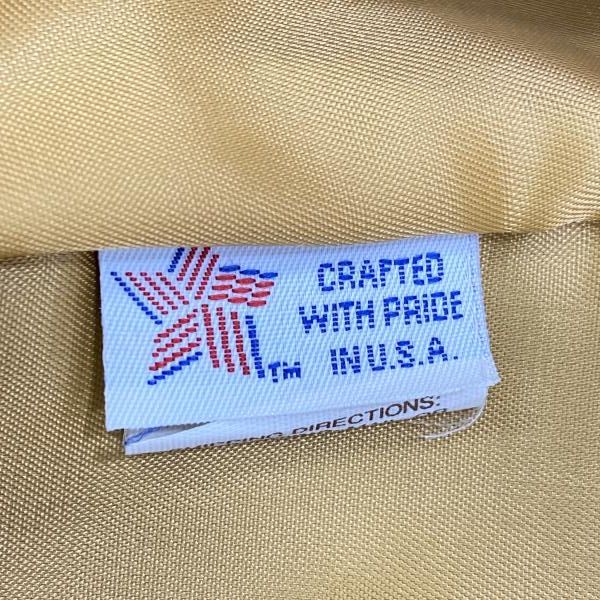 CRAFTED
WITH PRIDE
IN U.S.A.
TM
DIRECTIONS: